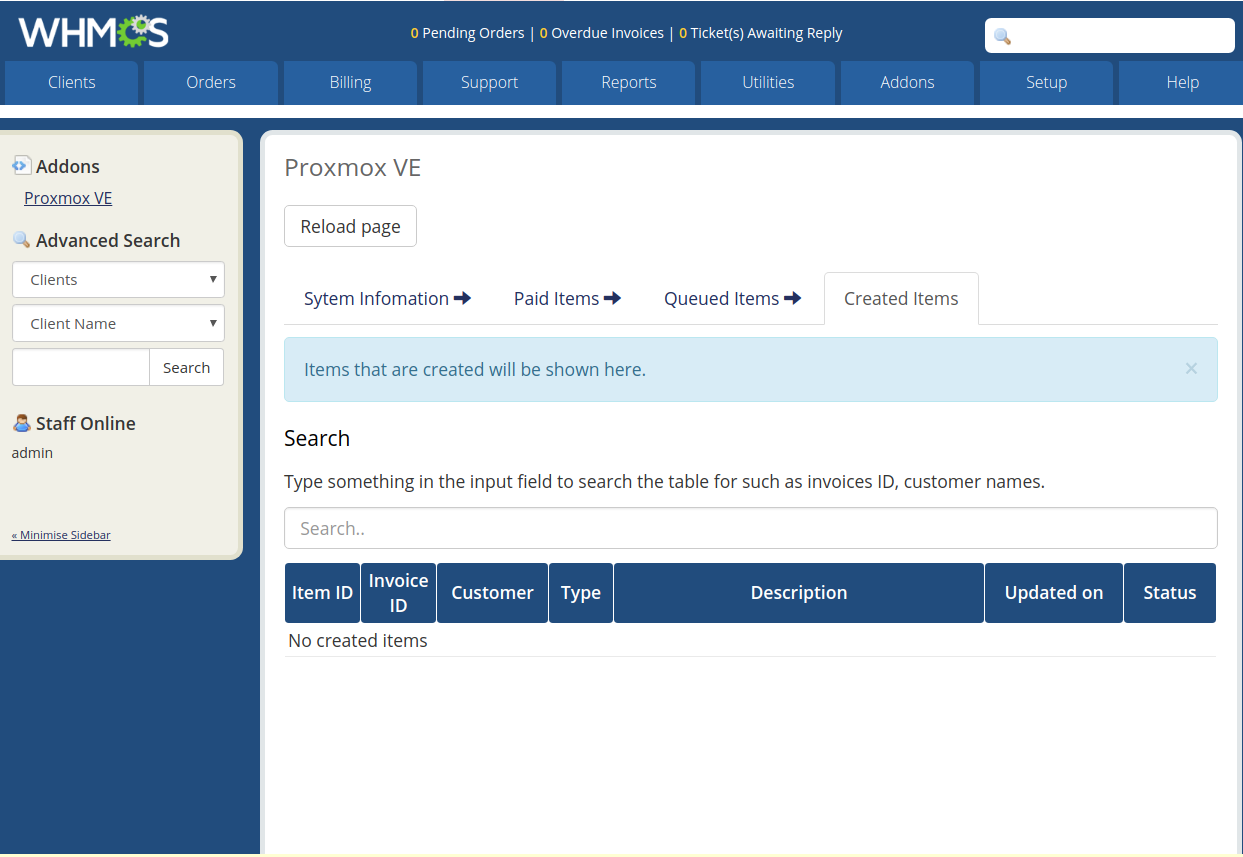 WHMCS
0 Pending Orders | 0 Overdue Invoices | 0 Ticket(s) Awaiting Reply
Clients Orders Billing Support Reports Utilities Addons Setup Help
Addons
Proxmox VE
Advanced Search
Clients
Client Name
Search
Staff Online
admin
« Minimise Sidebar
Proxmox VE
Reload page
Sytem Infomation Paid Items Queued Items Created Items
Items that are created will be shown here. ×
Search
Type something in the input field to search the table for such as invoices ID, customer names.
Search..
Item ID Invoice ID Customer Type Description Updated on Status
No created items